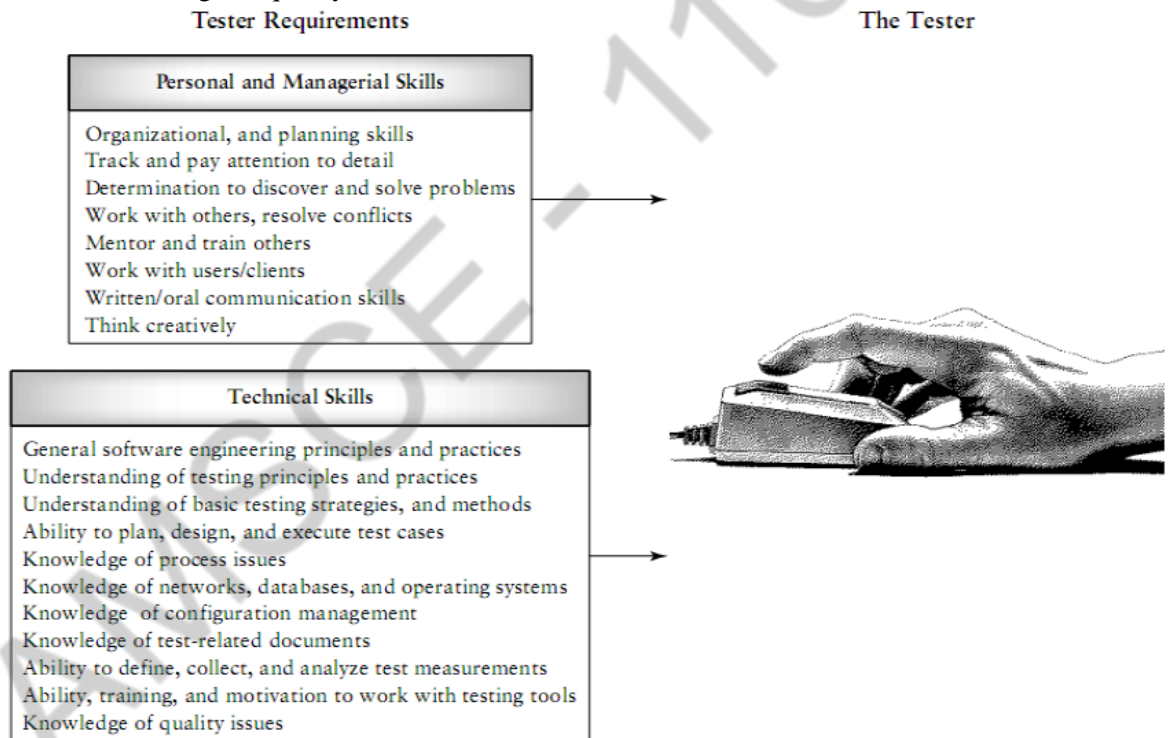 Tester Requirements
The Tester
Personal and Managerial Skills
Organizational, and planning skills
Track and pay attention to detail
Determination to discover and solve problems
Work with others, resolve conflicts
Mentor and train others
Work with users/clients
Written/oral communication skills
Think creatively
Technical Skills
General software engineering principles and practices
Understanding of testing principles and practices
Understanding of basic testing strategies, and methods
Ability to plan, design, and execute test cases
Knowledge of process issues
Knowledge of networks, databases, and operating systems
Knowledge of configuration management
Knowledge of test-related documents
Ability to define, collect, and analyze test measurements
Ability, training, and motivation to work with testing tools
Knowledge of quality issues
AMSCE - 11